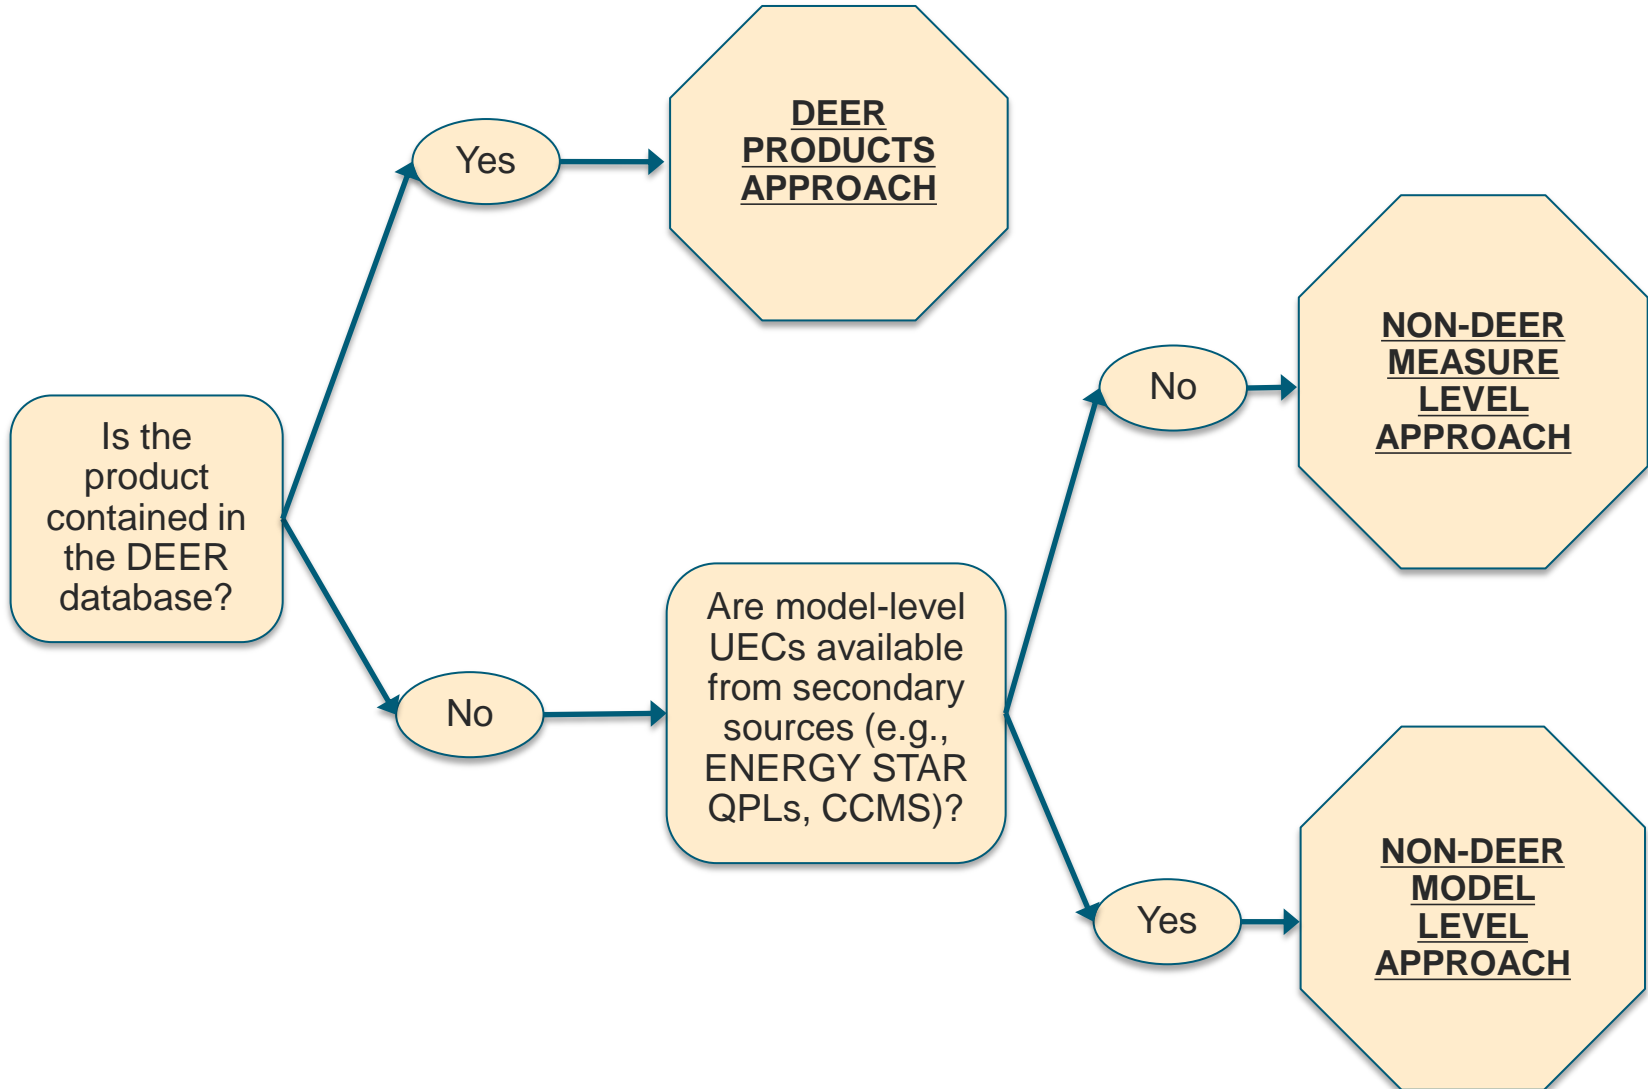 Is the
product
contained in
the DEER
database?
Yes
DEER
PRODUCTS
APPROACH
No
Are model-level
UECs available
from secondary
sources (e.g.,
ENERGY STAR
QPLs, CCMS)?
No
NON-DEER
MEASURE
LEVEL
APPROACH
Yes
NON-DEER
MODEL
LEVEL
APPROACH